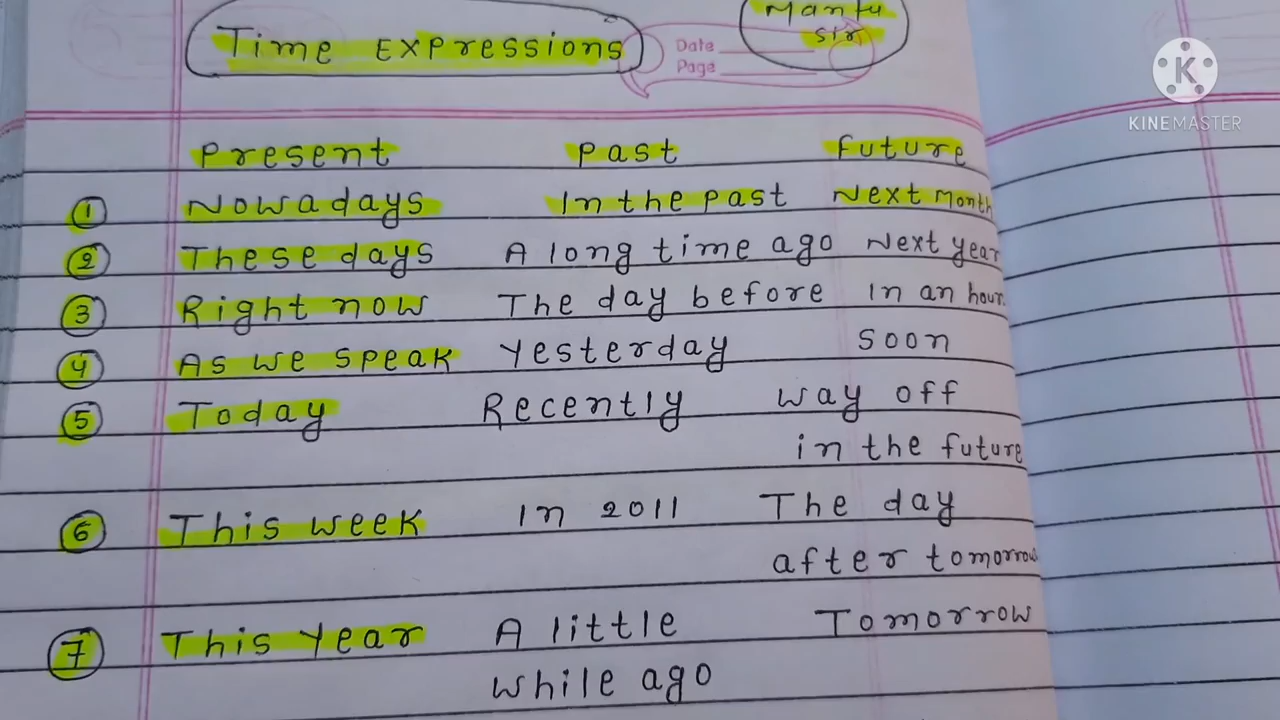 Time Expressions
Mantu
sir
Date
Page
KINEMASTER
Present Past Future
1 Nowadays In the past Next Month
2 These days A long time ago Next year
3 Right now The day before In an hour
4 As we speak Yesterday Soon
5 Today Recently way off
in the future
6 This week In 2011 The day
after tomorrow
7 This year A little Tomorrow
while ago